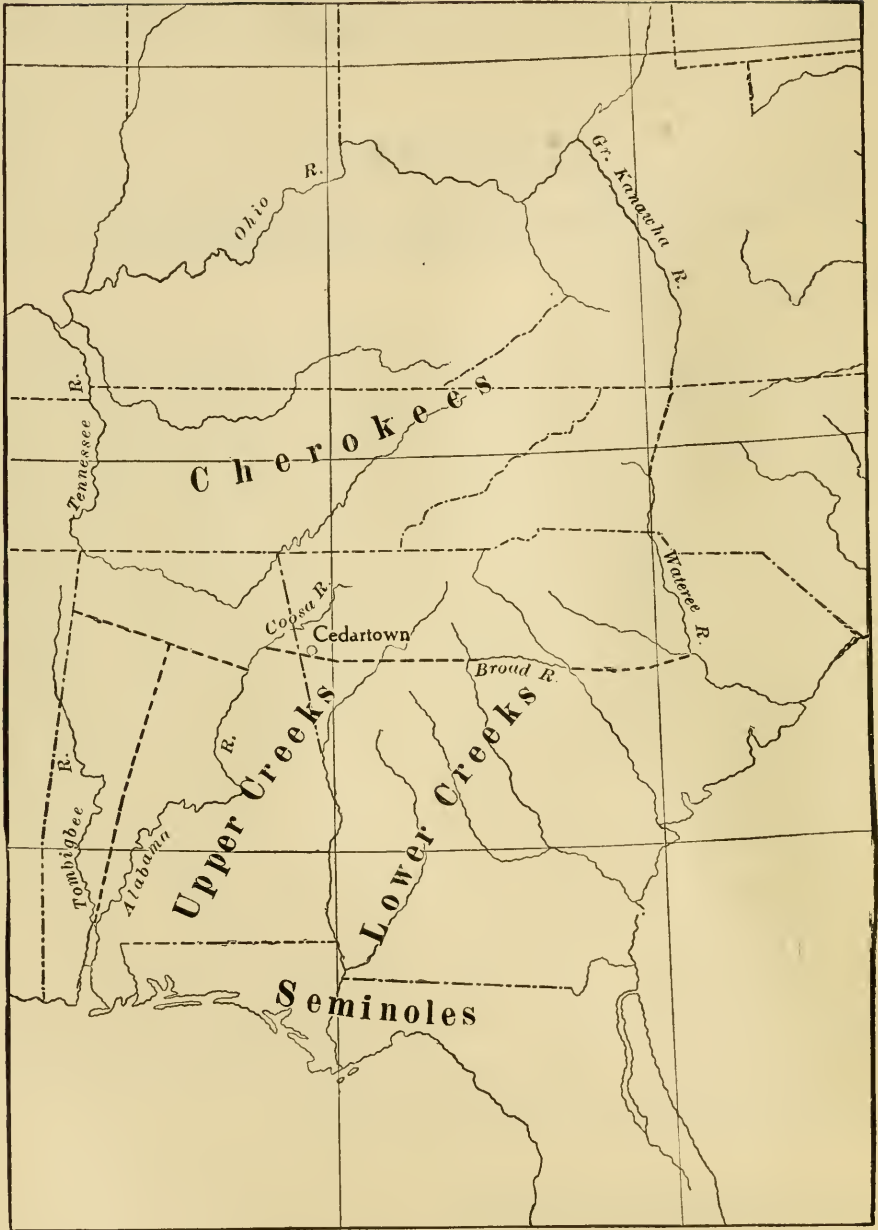 Ohio R.
Gr. Kanawha R.
Tennessee R.
Cherokees
Coosa R.
Cedartown
Wateree R.
Broad R.
Upper Creeks
Lower Creeks
R.
Tombigbee R.
Alabama
Seminoles